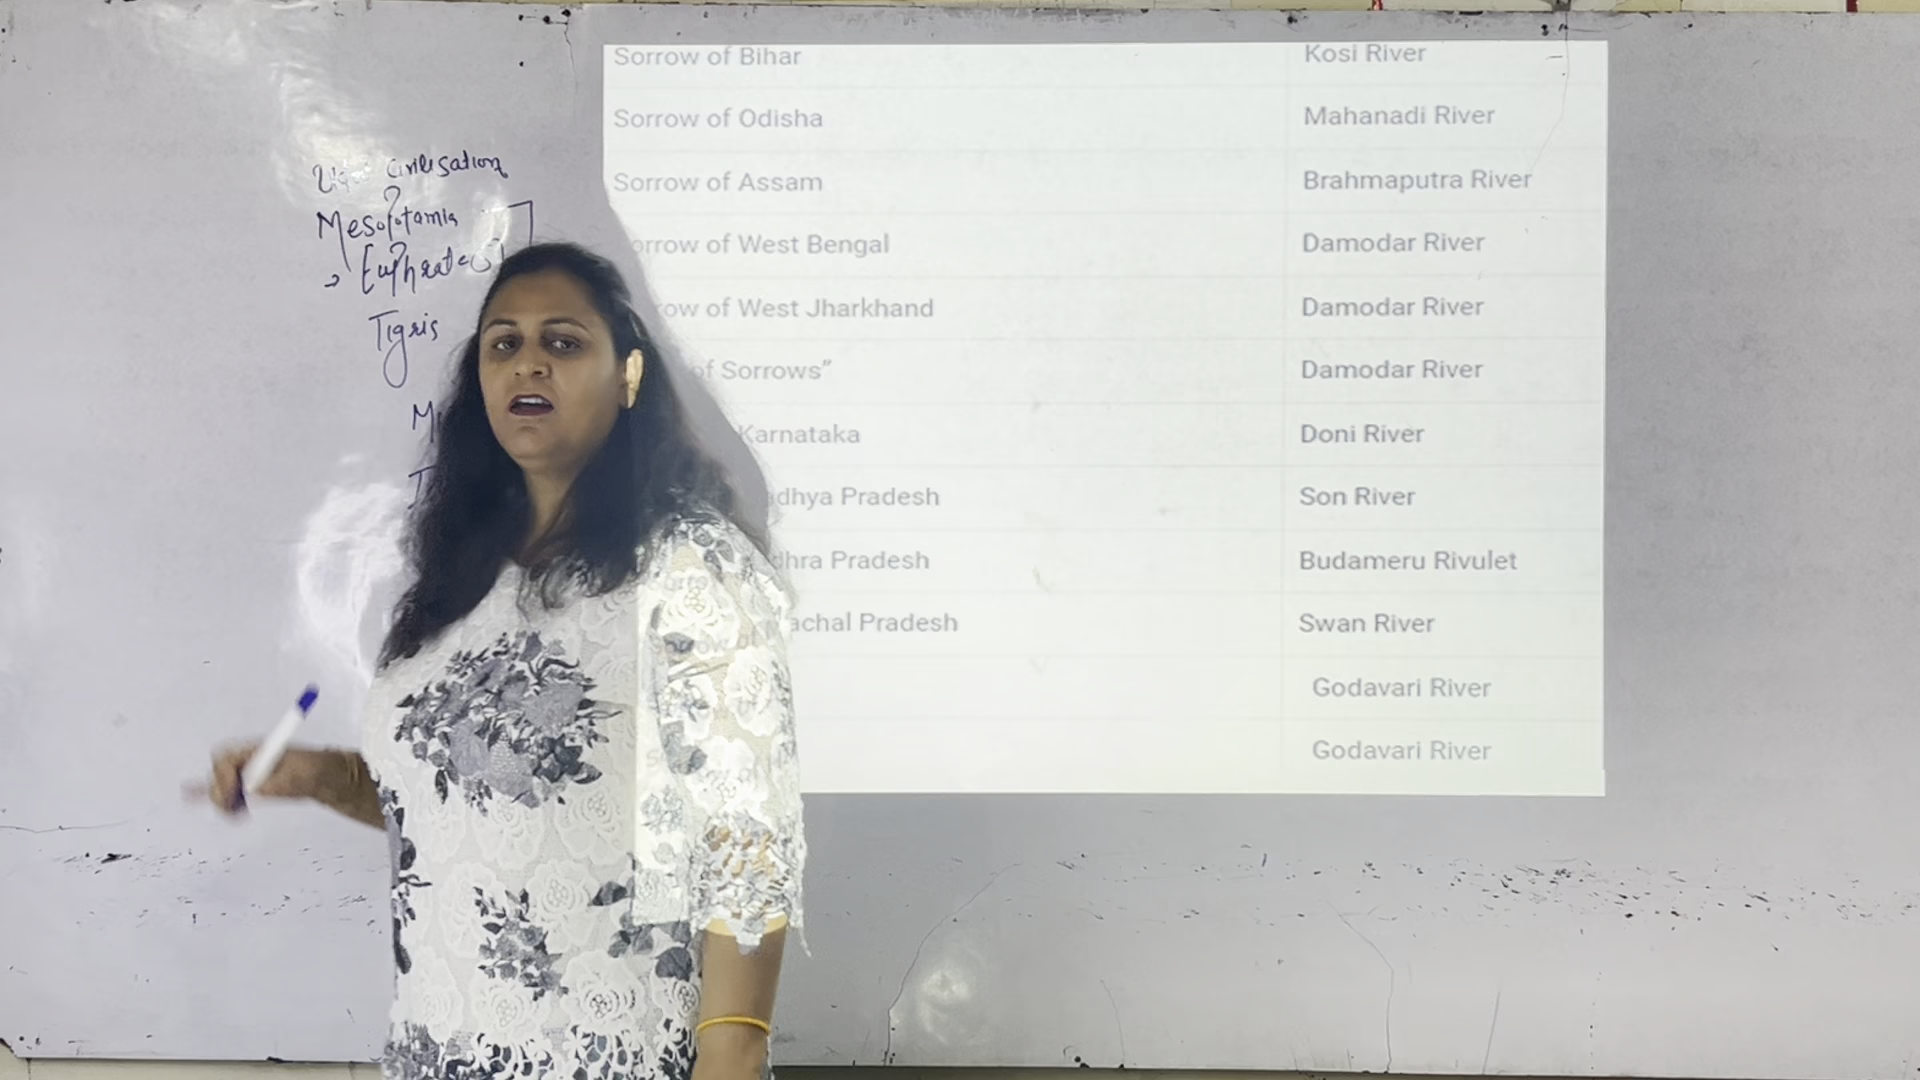 Civilisation
Mesopotamia
Euphrates
Tigris
Sorrow of Bihar Kosi River
Sorrow of Odisha Mahanadi River
Sorrow of Assam Brahmaputra River
orrow of West Bengal Damodar River
row of West Jharkhand Damodar River
of Sorrows” Damodar River
Karnataka Doni River
adhya Pradesh Son River
dhra Pradesh Budameru Rivulet
achal Pradesh Swan River
Godavari River
Godavari River